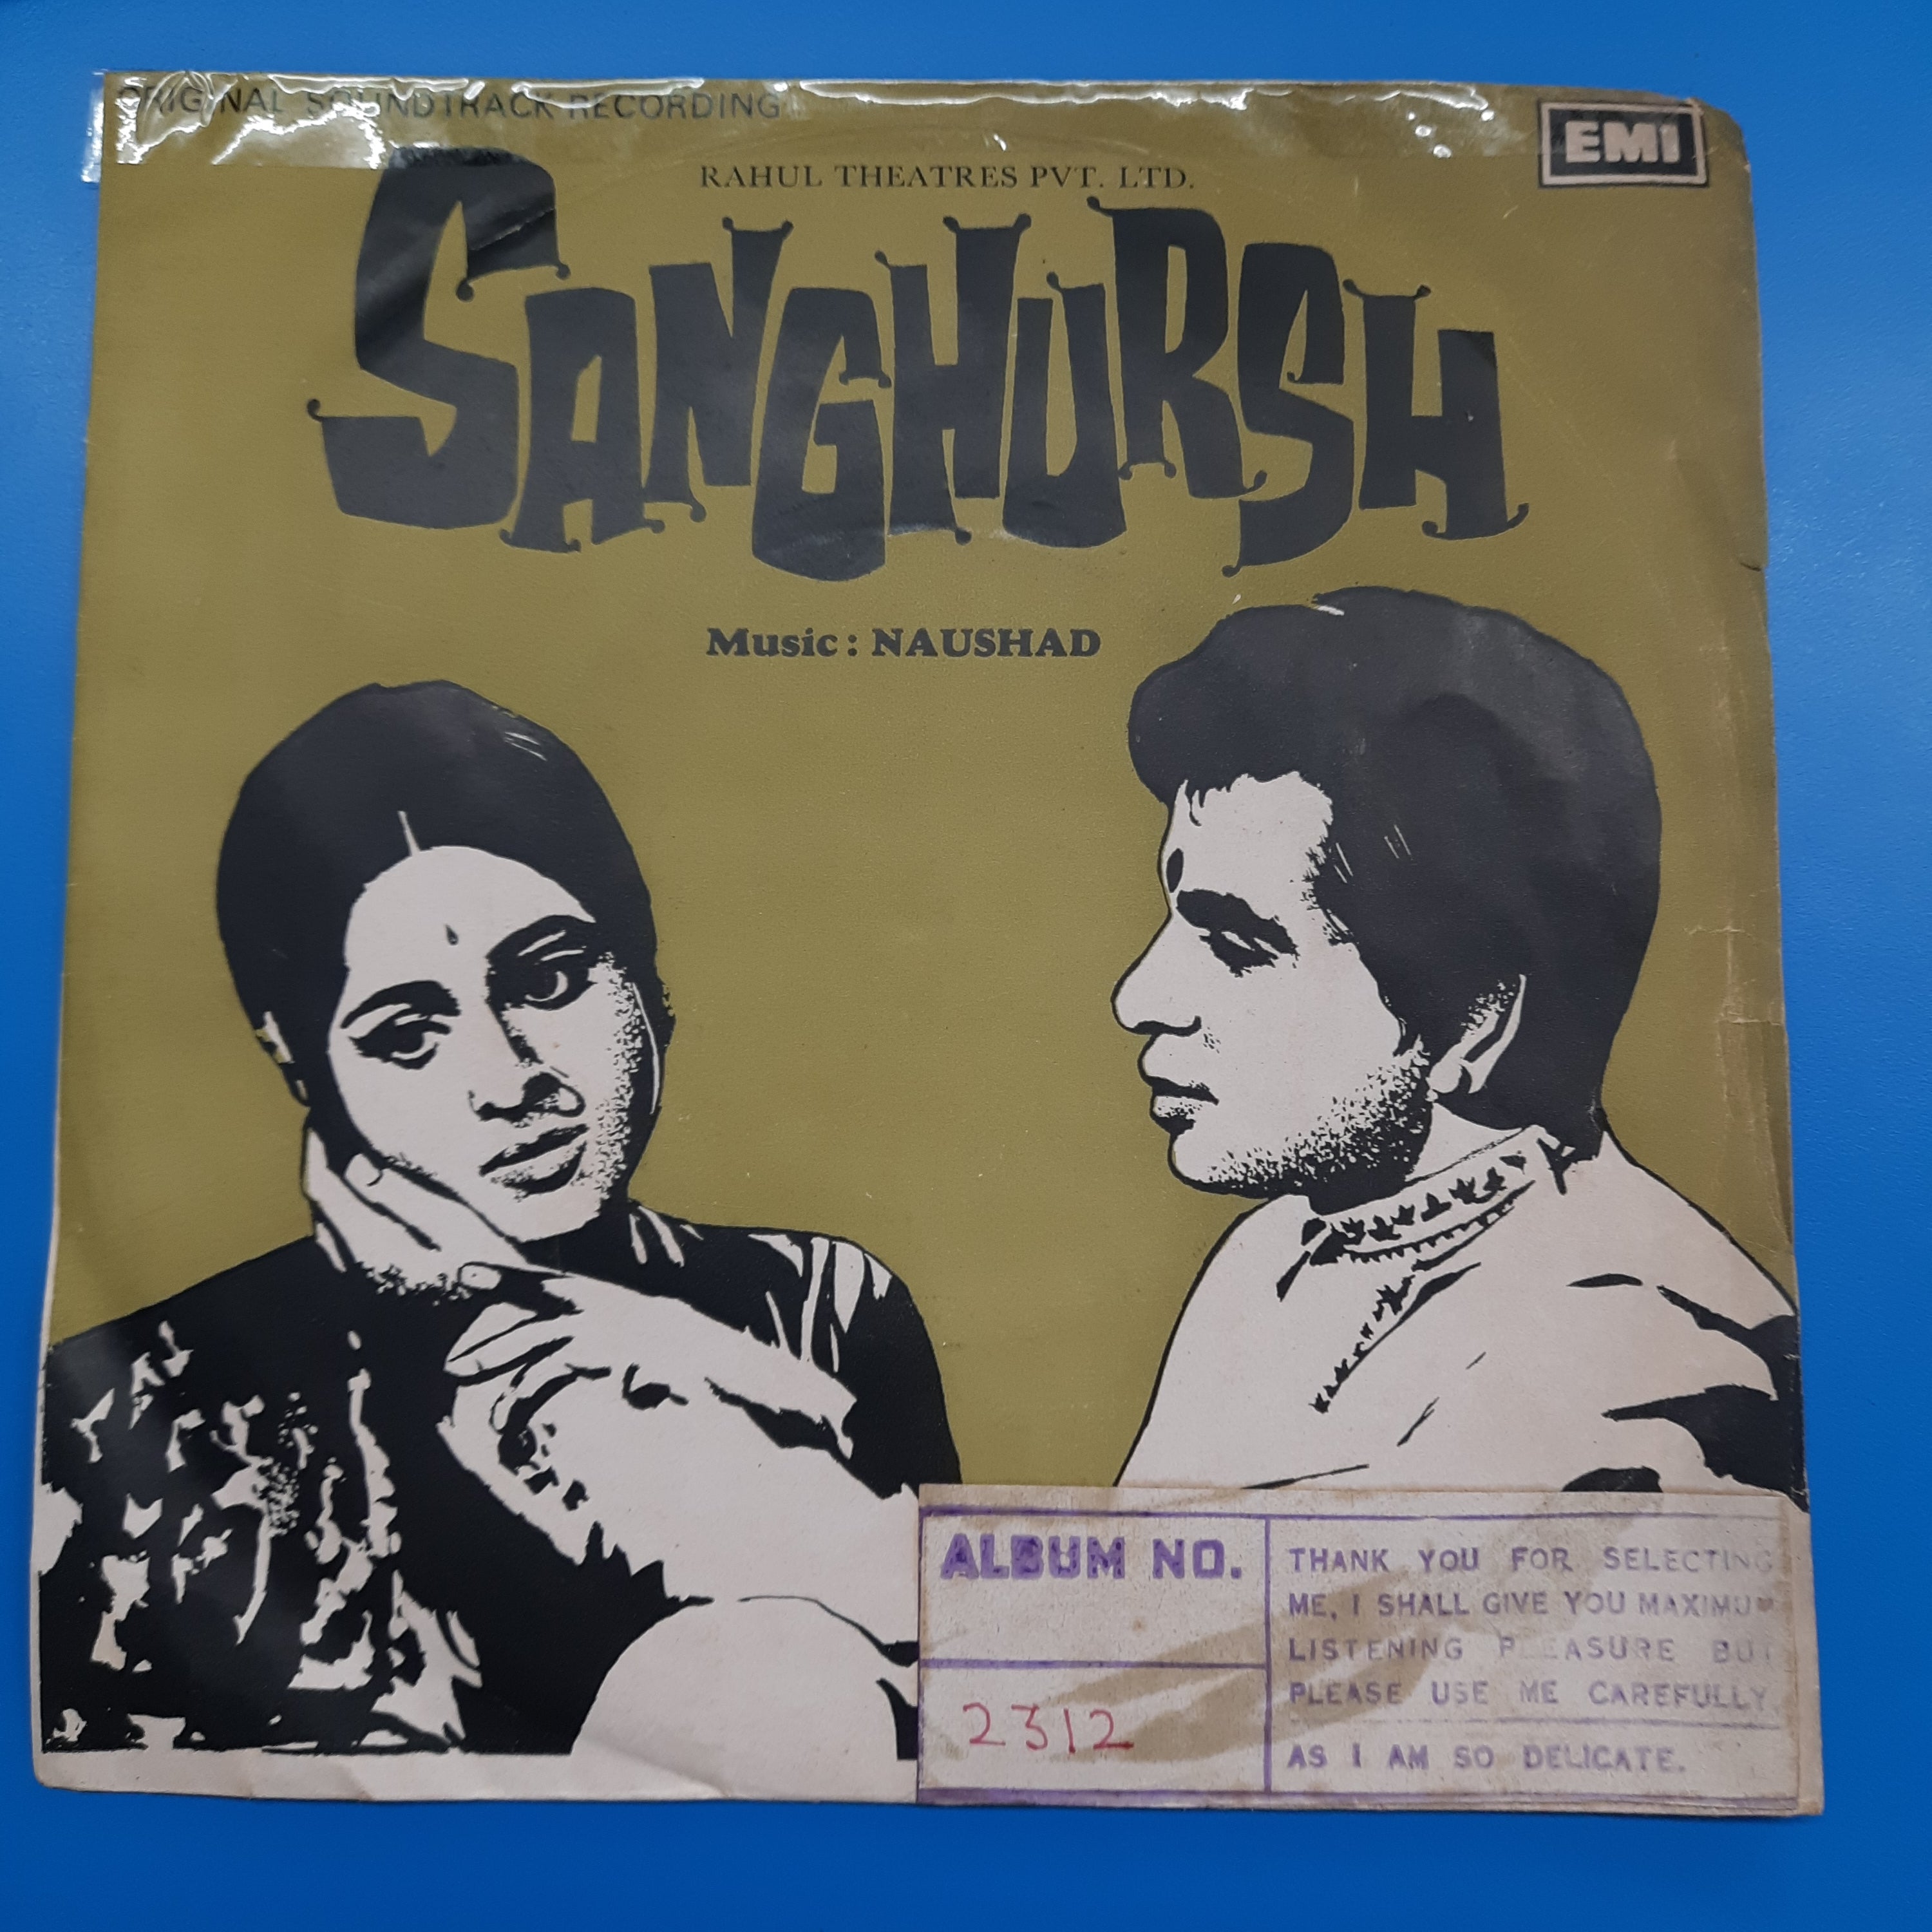 ORIGINAL SOUNDTRACK RECORDING
EMI
RAHUL THEATRES PVT. LTD.
SANGHURSH
Music : NAUSHAD
ALBUM NO.
2312
THANK YOU FOR SELECTING
ME, I SHALL GIVE YOU MAXIMUM
LISTENING PLEASURE BUT
PLEASE USE ME CAREFULLY
AS I AM SO DELICATE.